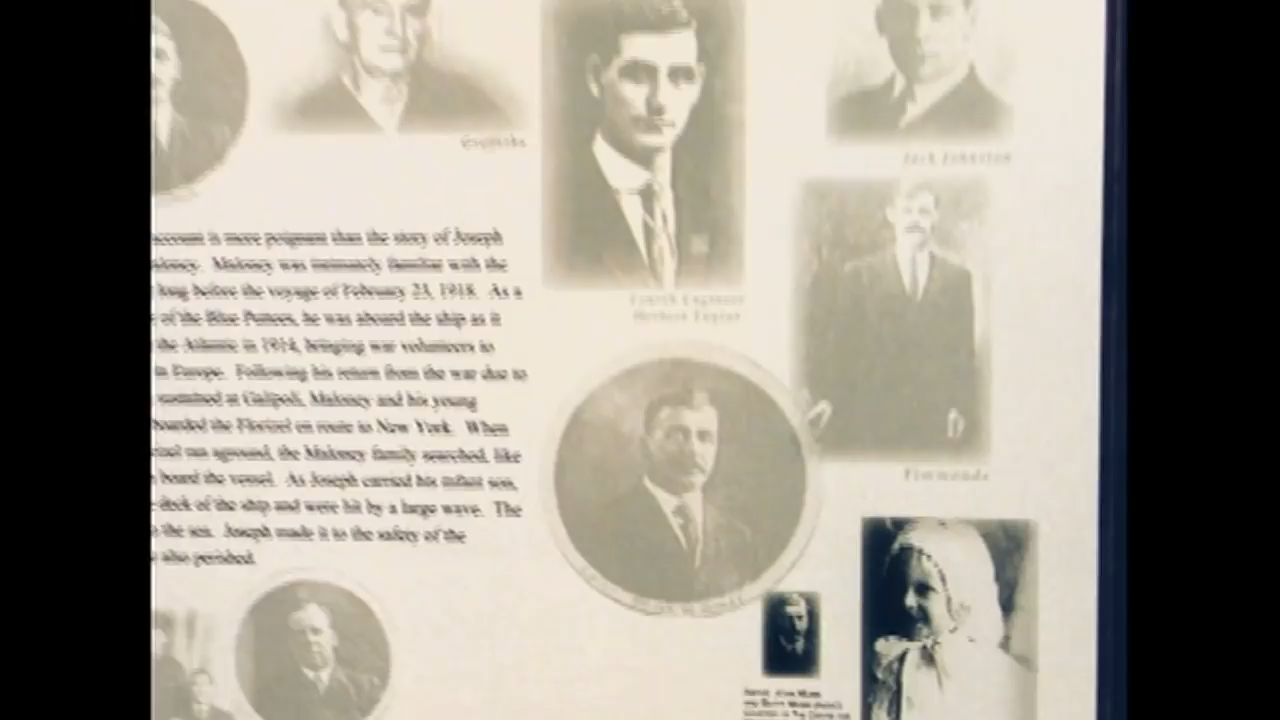 account is more poignant than the story of Joseph
Maloney. Maloney was intimately familiar with the
long before the voyage of February 23, 1918. As a
of the Blue Puttees, he was aboard the ship as it
the Atlantic in 1914, bringing war volunteers to
in Europe. Following his return from the war due to
sustained at Galipoli, Maloney and his young
boarded the Florizel en route to New York. When
ran aground, the Maloney family searched, like
board the vessel. As Joseph carried his infant son,
deck of the ship and were hit by a large wave. The
the sea. Joseph made it to the safety of the
also perished.
Fourth Engineer
Herbert Taylor
Jack Johnston
Timmonds